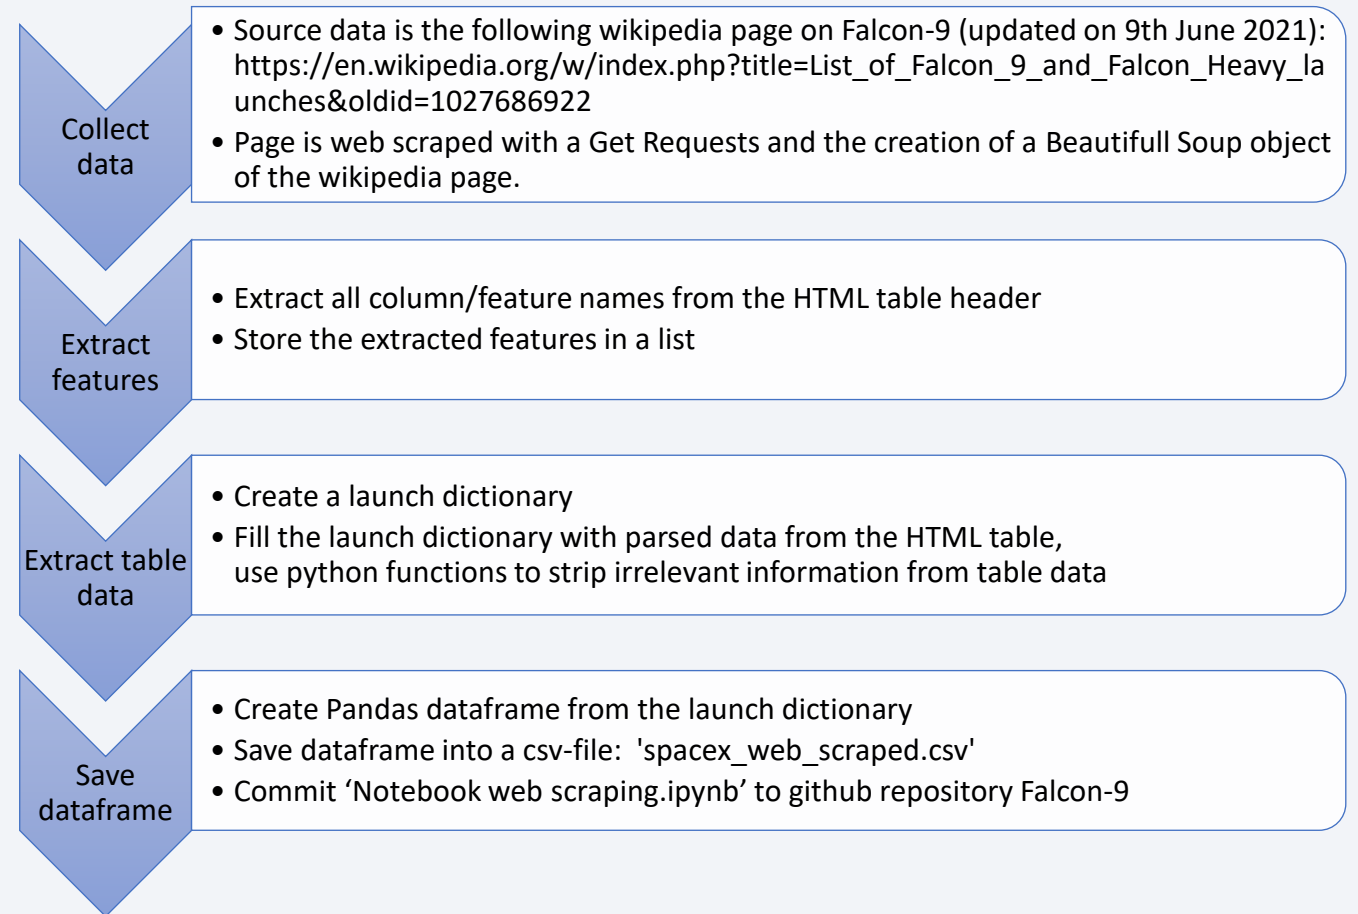 Collect
data
• Source data is the following wikipedia page on Falcon-9 (updated on 9th June 2021):
https://en.wikipedia.org/w/index.php?title=List_of_Falcon_9_and_Falcon_Heavy_la
unches&oldid=1027686922
• Page is web scraped with a Get Requests and the creation of a Beautifull Soup object
of the wikipedia page.
Extract
features
• Extract all column/feature names from the HTML table header
• Store the extracted features in a list
Extract table
data
• Create a launch dictionary
• Fill the launch dictionary with parsed data from the HTML table,
use python functions to strip irrelevant information from table data
Save
dataframe
• Create Pandas dataframe from the launch dictionary
• Save dataframe into a csv-file:  'spacex_web_scraped.csv'
• Commit ‘Notebook web scraping.ipynb’ to github repository Falcon-9